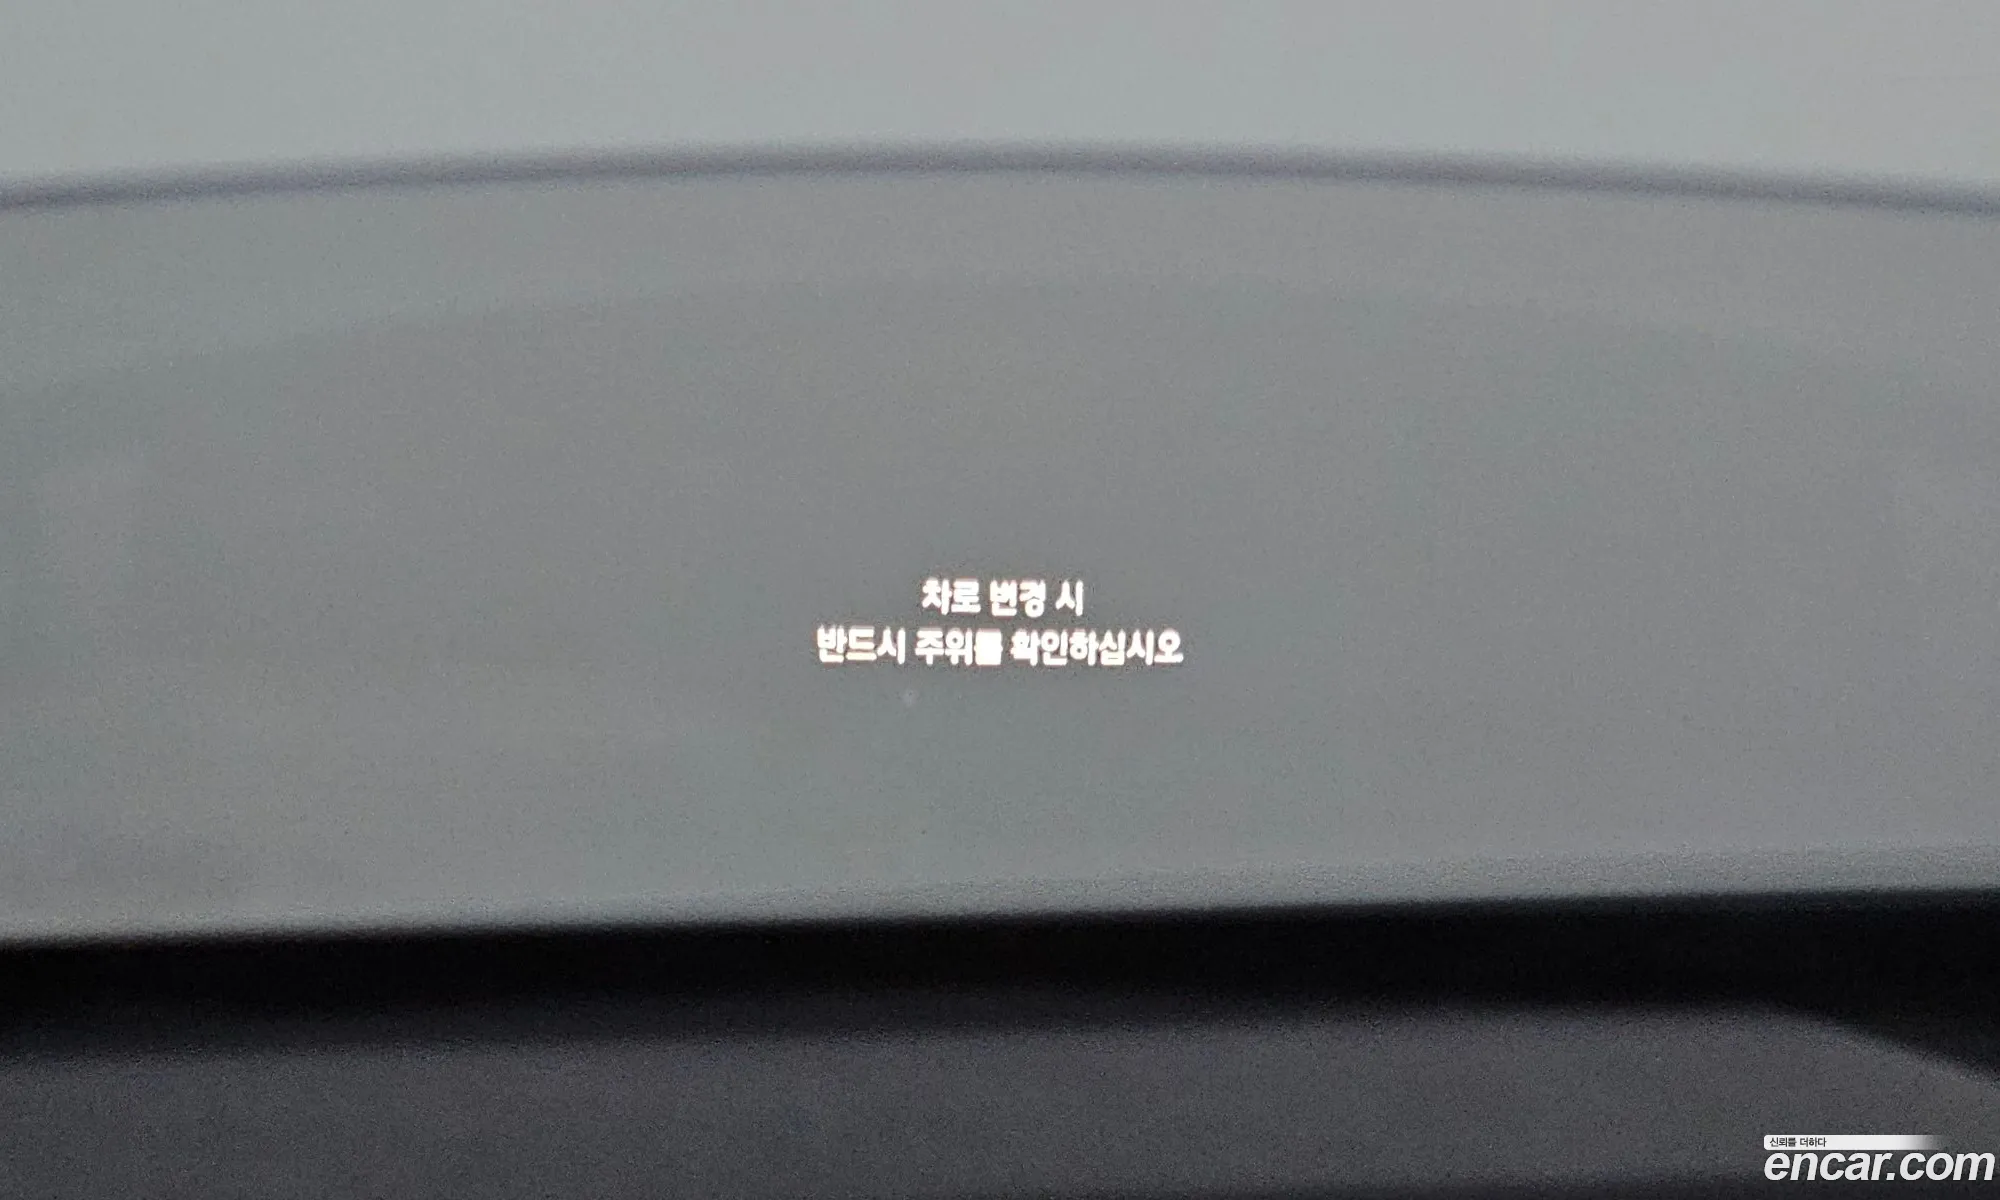 차로 변경 시
반드시 주위를 확인하십시오
신뢰를 더하다
encar.com